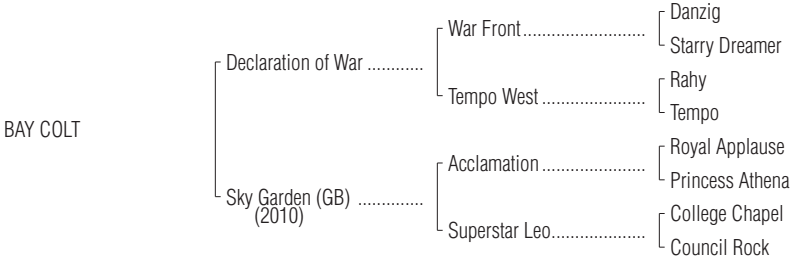 Danzig
War Front.........................
Starry Dreamer
Declaration of War ............
Rahy
Tempo West .....................
Tempo
BAY COLT
Royal Applause
Acclamation .....................
Princess Athena
Sky Garden (GB) .............
(2010)
College Chapel
Superstar Leo...................
Council Rock